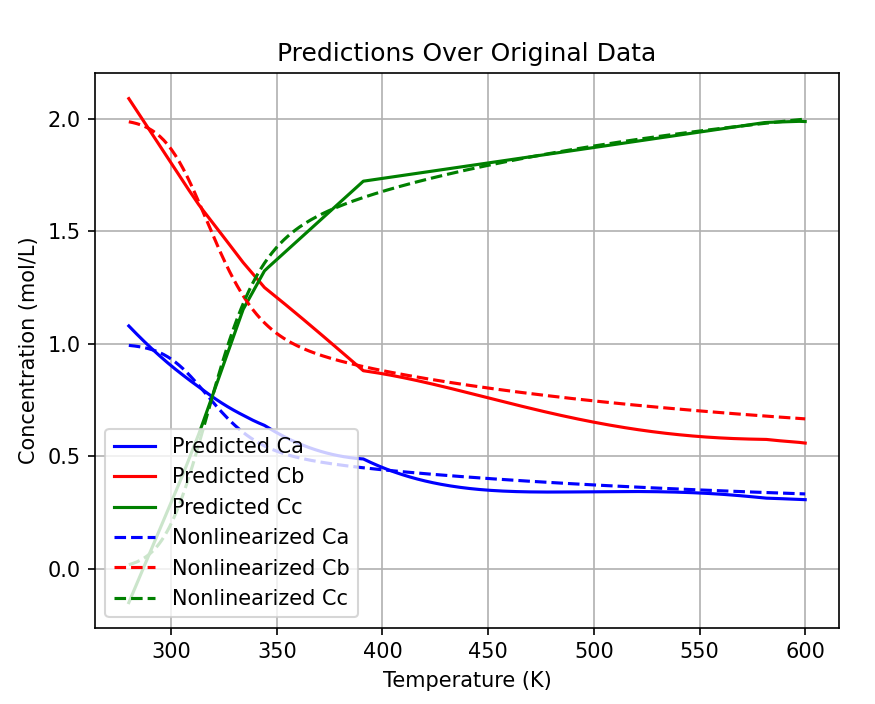 Predictions Over Original Data
Concentration (mol/L)
2.0
1.5
1.0
0.5
0.0
Predicted Ca
Predicted Cb
Predicted Cc
Nonlinearized Ca
Nonlinearized Cb
Nonlinearized Cc
300 350 400 450 500 550 600
Temperature (K)